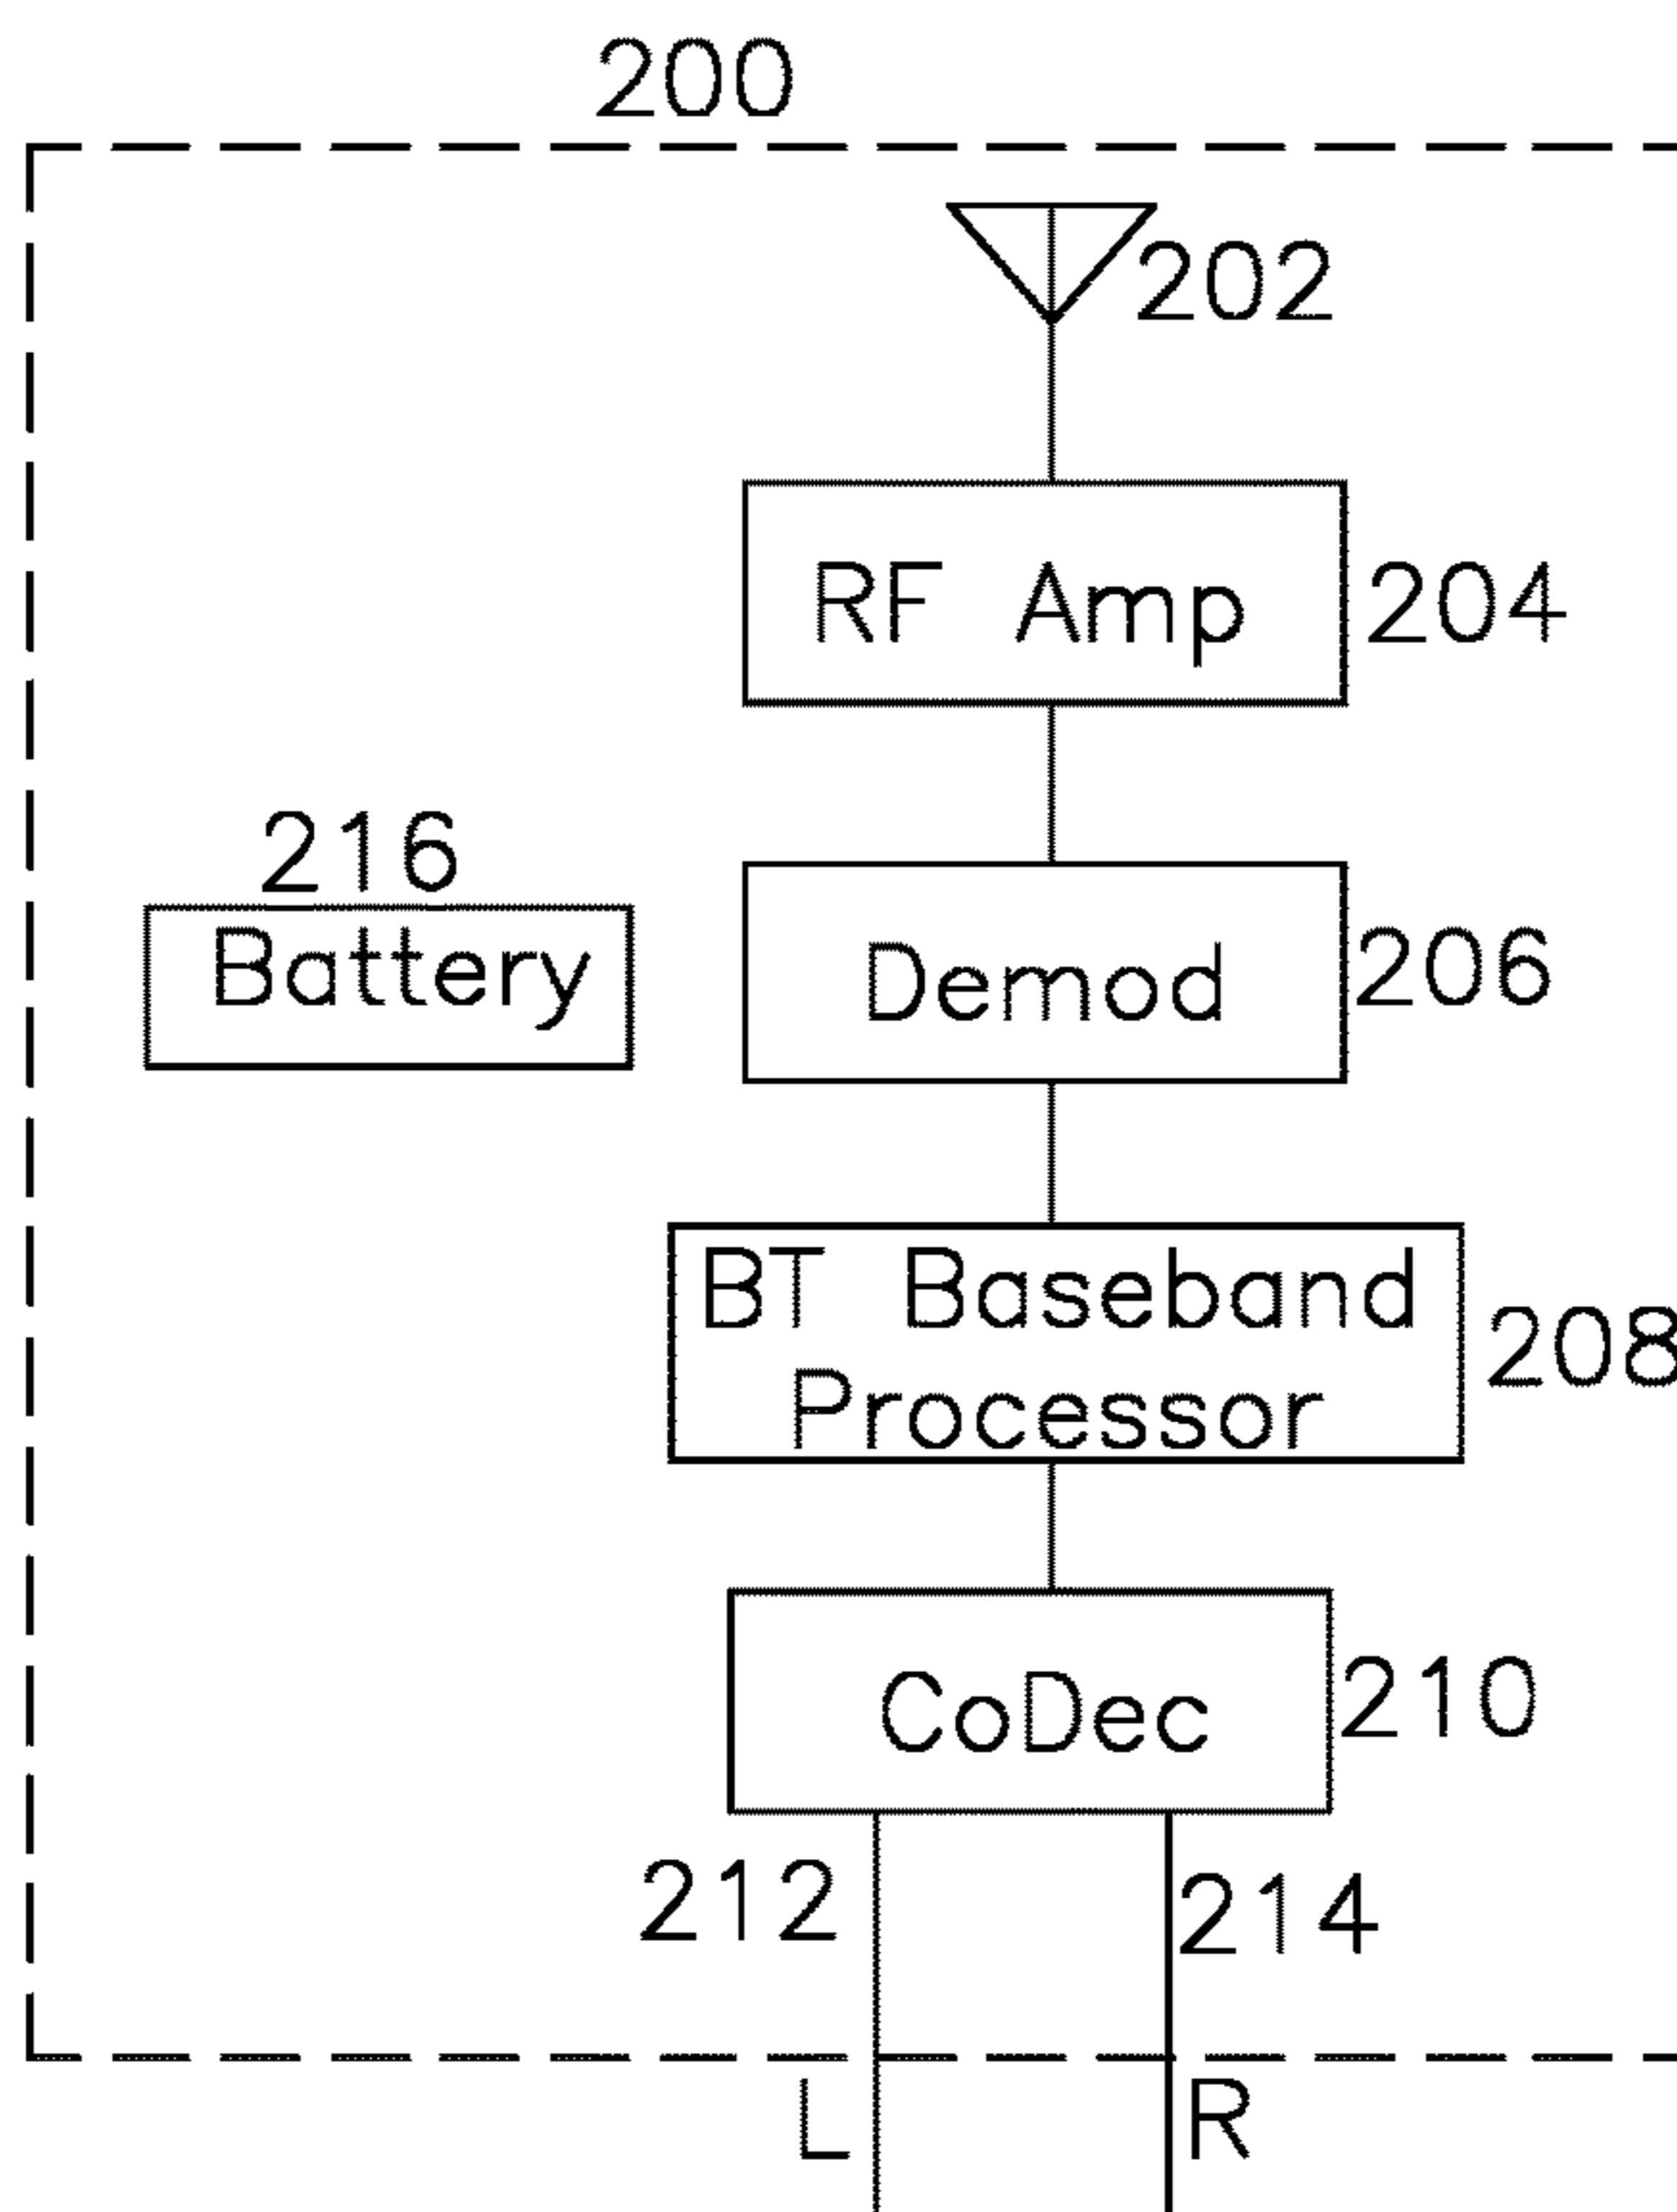 200
202
RF Amp
204
216
Battery
Demod
206
BT Baseband
Processor
208
CoDec
210
212
214
L
R